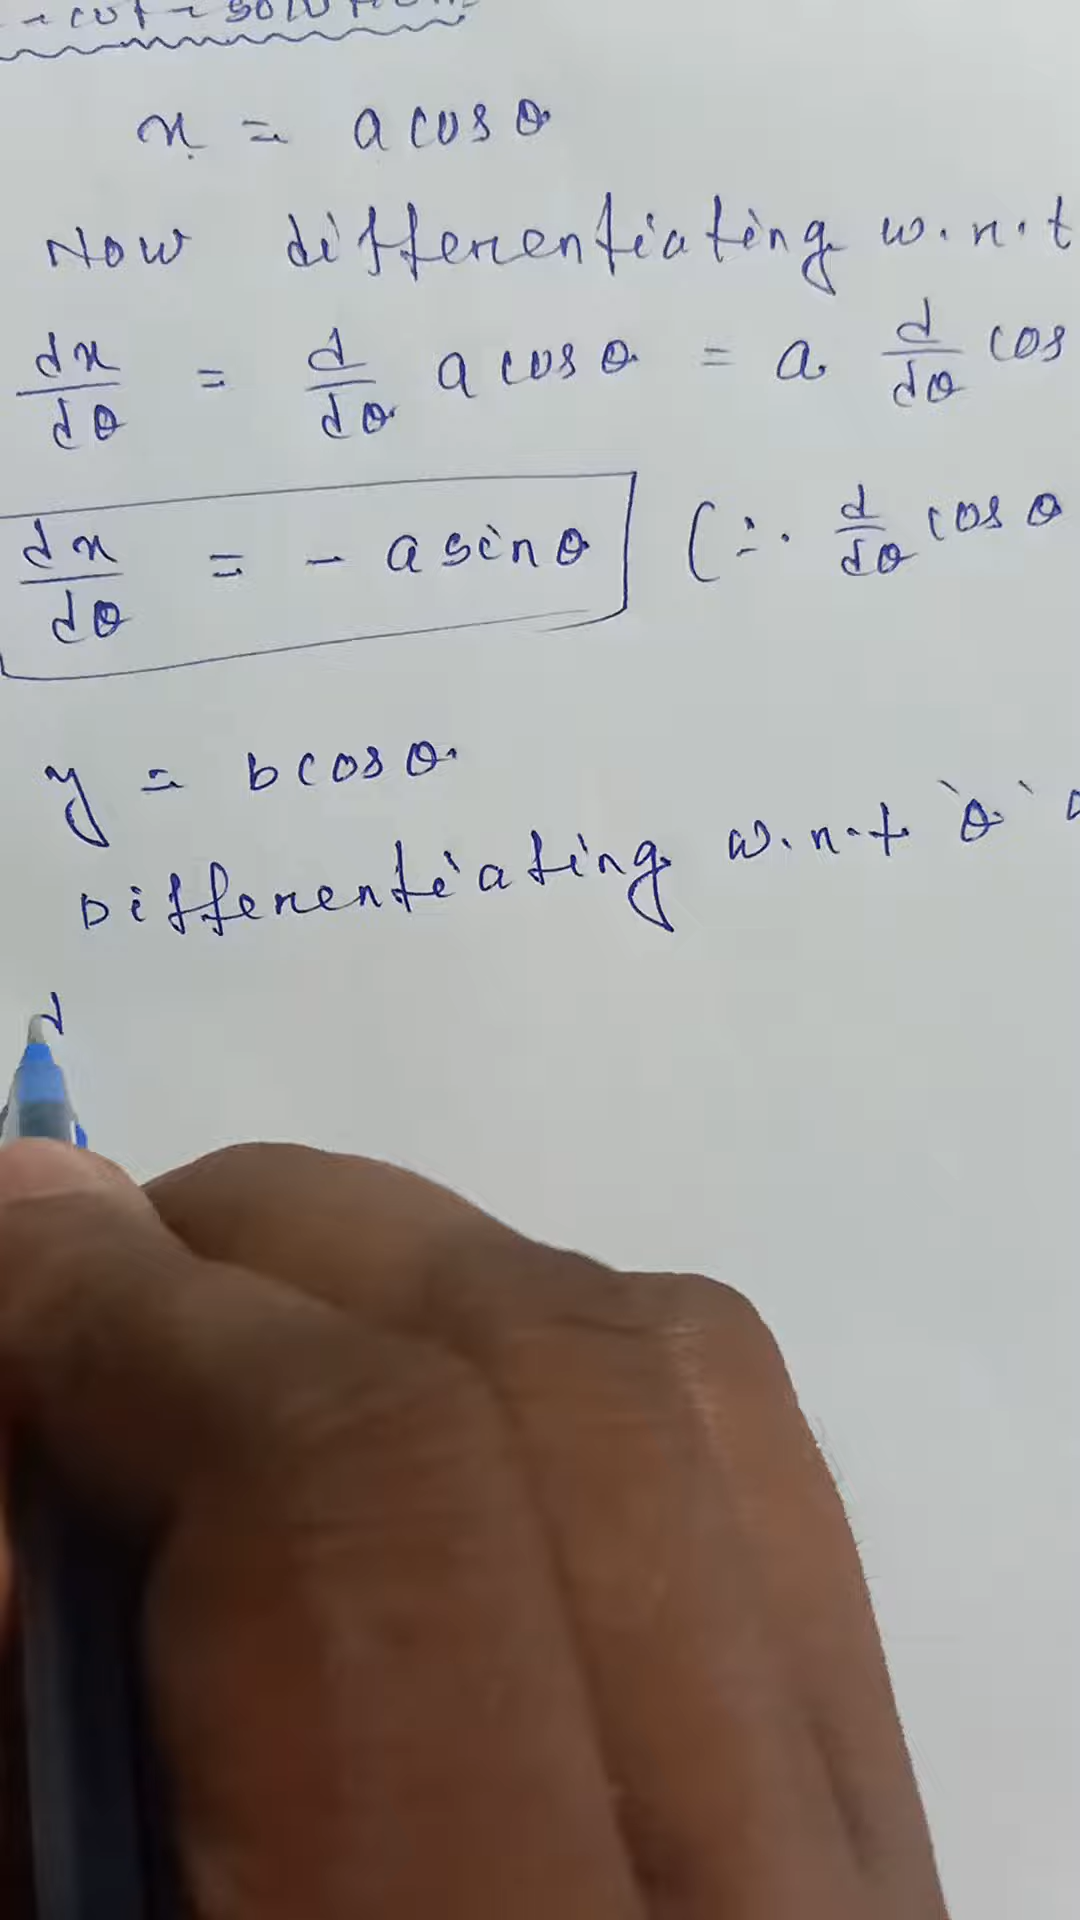 x = a cos θ
Now differentiating w.r.t
dx/dθ = d/dθ a cos θ = a d/dθ cos
dx/dθ = - a sin θ (∵ d/dθ cos θ
y = b cos θ.
Differentiating w.r.t 'θ'
d